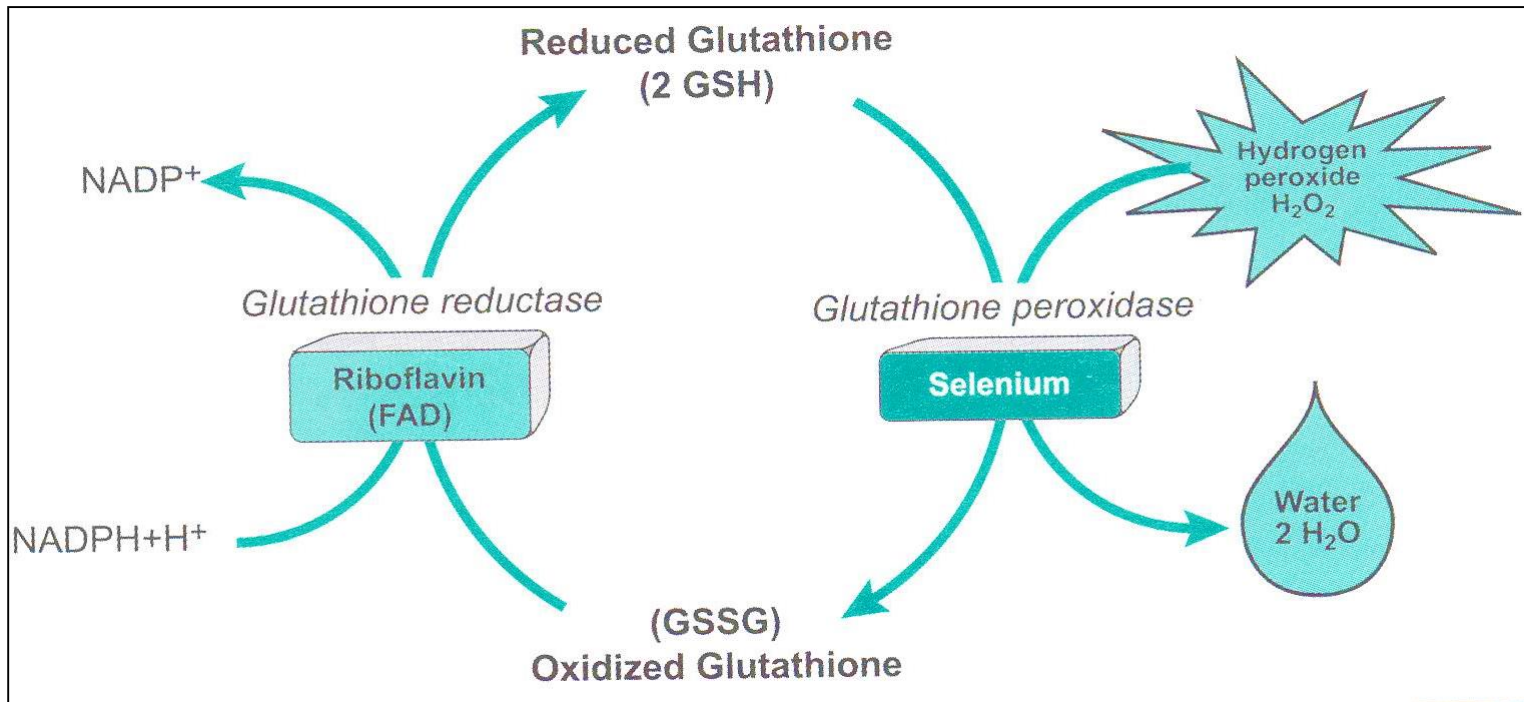 Reduced Glutathione
(2 GSH)
NADP⁺
Hydrogen
peroxide
H₂O₂
Glutathione reductase
Glutathione peroxidase
Riboflavin
(FAD)
Selenium
NADPH+H⁺
Water
2 H₂O
(GSSG)
Oxidized Glutathione